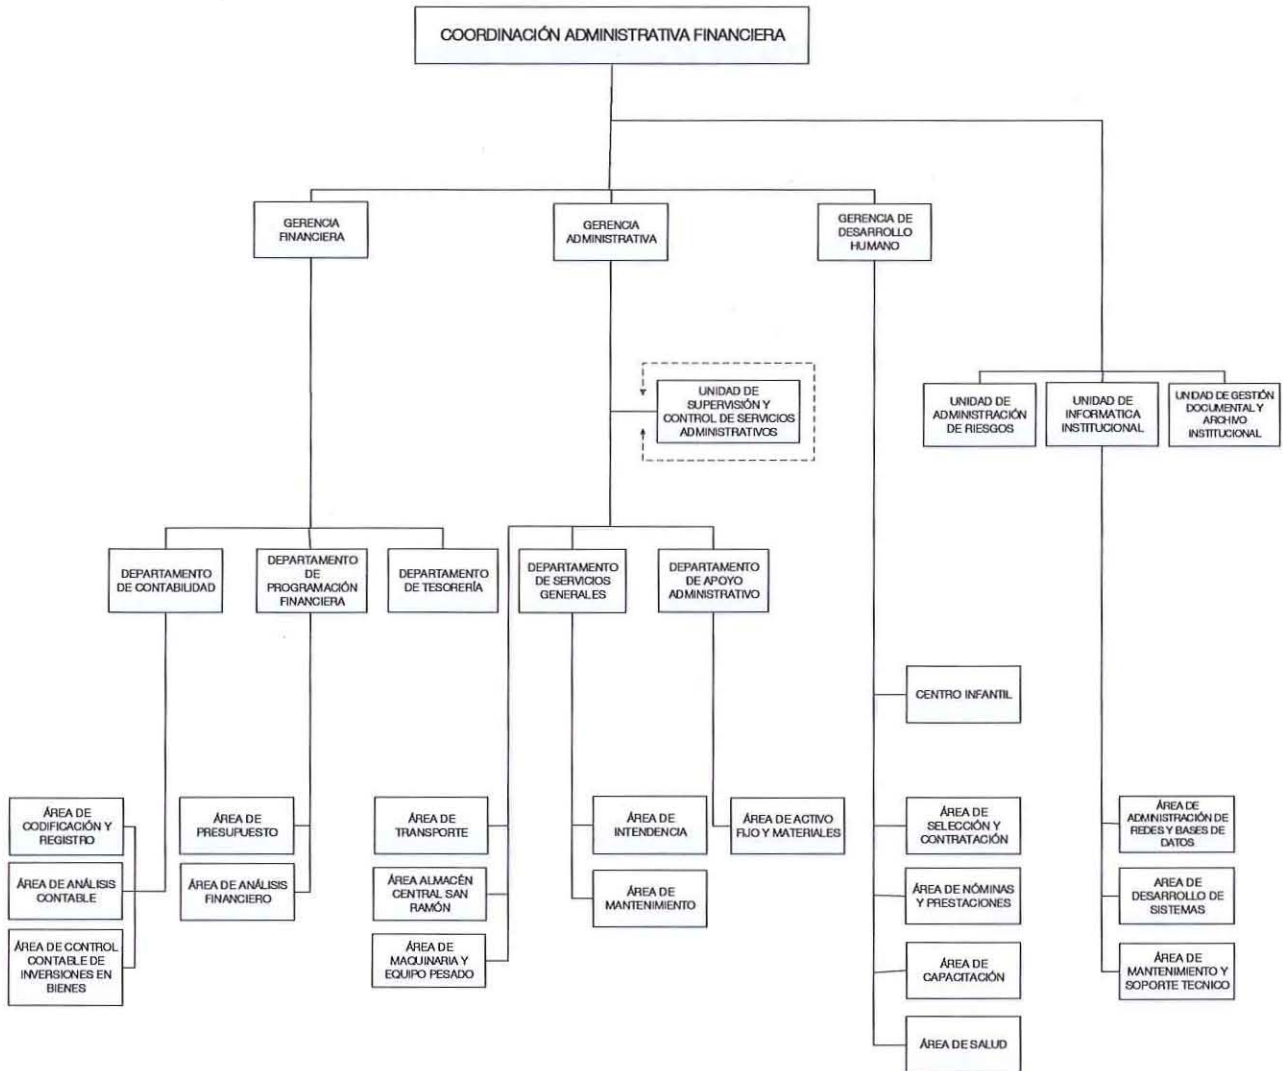 COORDINACIÓN ADMINISTRATIVA FINANCIERA
GERENCIA
FINANCIERA
GERENCIA
ADMINISTRATIVA
GERENCIA DE
DESARROLLO
HUMANO
UNIDAD DE
SUPERVISIÓN Y
CONTROL DE SERVICIOS
ADMINISTRATIVOS
UNIDAD DE
ADMINISTRACIÓN
DE RIESGOS
UNIDAD DE
INFORMATICA
INSTITUCIONAL
UNIDAD DE GESTIÓN
DOCUMENTAL Y
ARCHIVO
INSTITUCIONAL
DEPARTAMENTO
DE CONTABILIDAD
DEPARTAMENTO
DE
PROGRAMACIÓN
FINANCIERA
DEPARTAMENTO
DE TESORERÍA
DEPARTAMENTO
DE SERVICIOS
GENERALES
DEPARTAMENTO
DE APOYO
ADMINISTRATIVO
CENTRO INFANTIL
ÁREA DE
CODIFICACIÓN Y
REGISTRO
ÁREA DE
PRESUPUESTO
ÁREA DE
TRANSPORTE
ÁREA DE
INTENDENCIA
ÁREA DE ACTIVO
FIJO Y MATERIALES
ÁREA DE
SELECCIÓN Y
CONTRATACIÓN
ÁREA DE
ADMINISTRACIÓN DE
REDES Y BASES DE
DATOS
ÁREA DE ANÁLISIS
CONTABLE
ÁREA DE ANÁLISIS
FINANCIERO
ÁREA ALMACÉN
CENTRAL SAN
RAMÓN
ÁREA DE
MANTENIMIENTO
ÁREA DE NÓMINAS
Y PRESTACIONES
AREA DE
DESARROLLO DE
SISTEMAS
ÁREA DE CONTROL
CONTABLE DE
INVERSIONES EN
BIENES
ÁREA DE
MAQUINARIA Y
EQUIPO PESADO
ÁREA DE
CAPACITACIÓN
ÁREA DE
MANTENIMIENTO Y
SOPORTE TECNICO
ÁREA DE SALUD